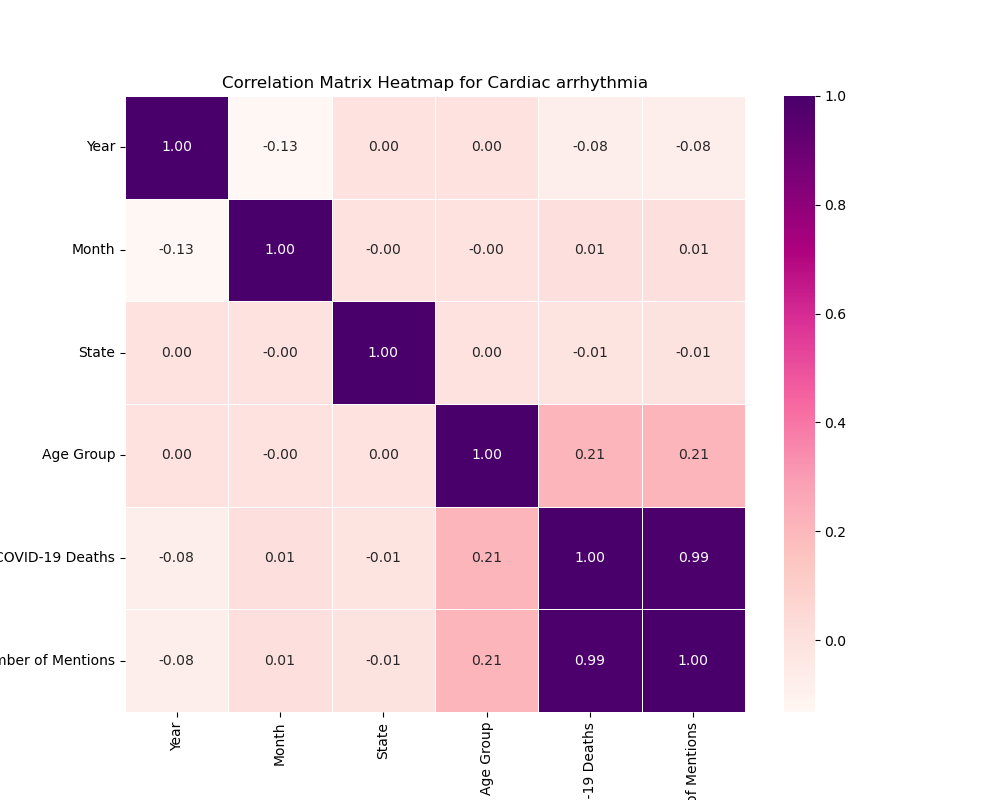 Correlation Matrix Heatmap for Cardiac arrhythmia
Year 1.00 -0.13 0.00 0.00 -0.08 -0.08
Month -0.13 1.00 -0.00 -0.00 0.01 0.01
State 0.00 -0.00 1.00 0.00 -0.01 -0.01
Age Group 0.00 -0.00 0.00 1.00 0.21 0.21
COVID-19 Deaths -0.08 0.01 -0.01 0.21 1.00 0.99
mber of Mentions -0.08 0.01 -0.01 0.21 0.99 1.00
Year
Month
State
Age Group
-19 Deaths
of Mentions
1.0
0.8
0.6
0.4
0.2
0.0